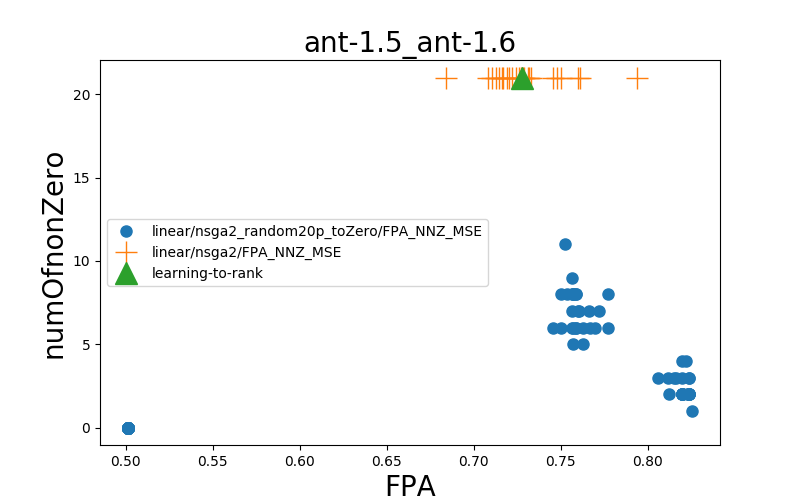 ant-1.5_ant-1.6
numOfnonZero
20
15
10
5
0
linear/nsga2_random20p_toZero/FPA_NNZ_MSE
linear/nsga2/FPA_NNZ_MSE
learning-to-rank
0.50 0.55 0.60 0.65 0.70 0.75 0.80
FPA